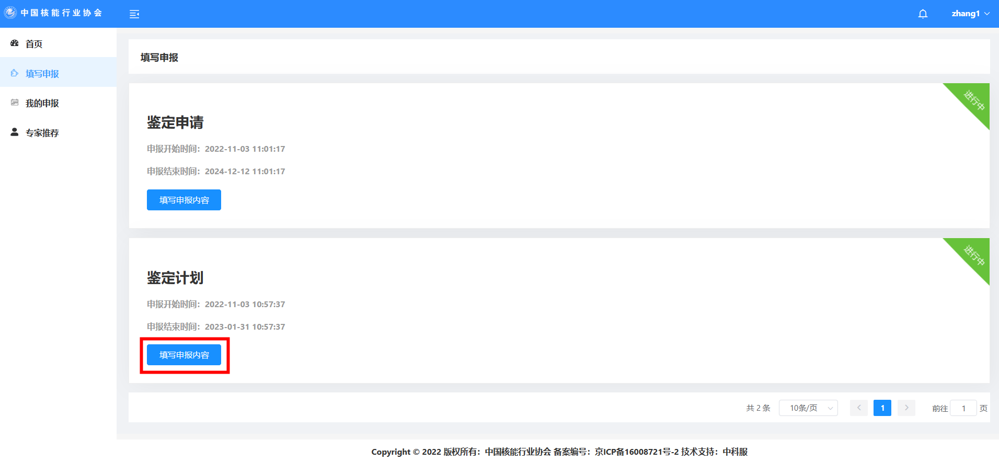 中国核能行业协会
zhang1
首页
填写申报
我的申报
专家推荐
填写申报
进行中
鉴定申请
申报开始时间：2022-11-03 11:01:17
申报结束时间：2024-12-12 11:01:17
填写申报内容
进行中
鉴定计划
申报开始时间：2022-11-03 10:57:37
申报结束时间：2023-01-31 10:57:37
填写申报内容
共 2 条 10条/页 1 前往 1 页
Copyright © 2022 版权所有：中国核能行业协会 备案编号：京ICP备16008721号-2 技术支持：中科服